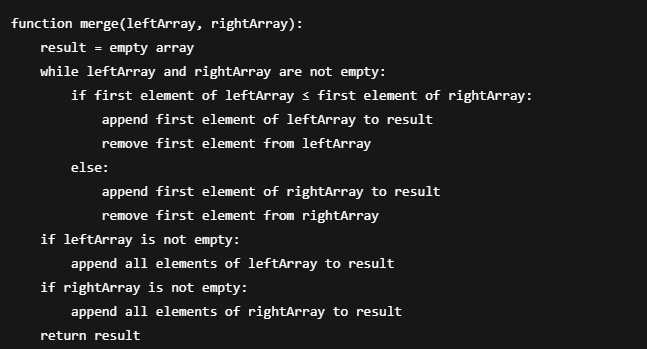 function merge(leftArray, rightArray):
    result = empty array
    while leftArray and rightArray are not empty:
        if first element of leftArray ≤ first element of rightArray:
            append first element of leftArray to result
            remove first element from leftArray
        else:
            append first element of rightArray to result
            remove first element from rightArray
    if leftArray is not empty:
        append all elements of leftArray to result
    if rightArray is not empty:
        append all elements of rightArray to result
    return result